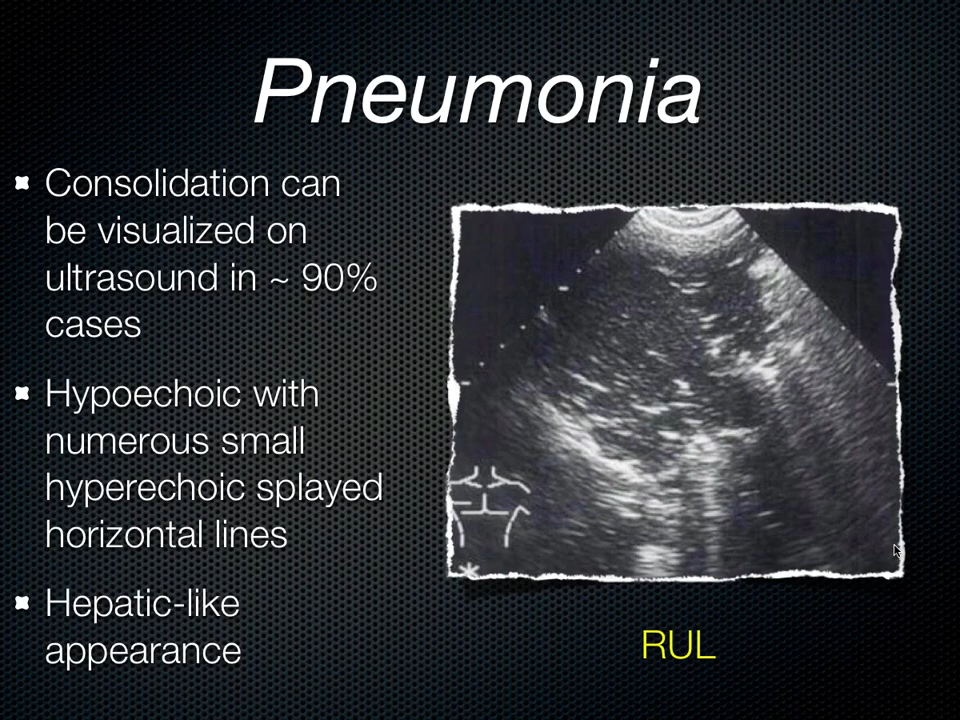 Pneumonia
Consolidation can
be visualized on
ultrasound in ~ 90%
cases
Hypoechoic with
numerous small
hyperechoic splayed
horizontal lines
Hepatic-like
appearance
*
RUL